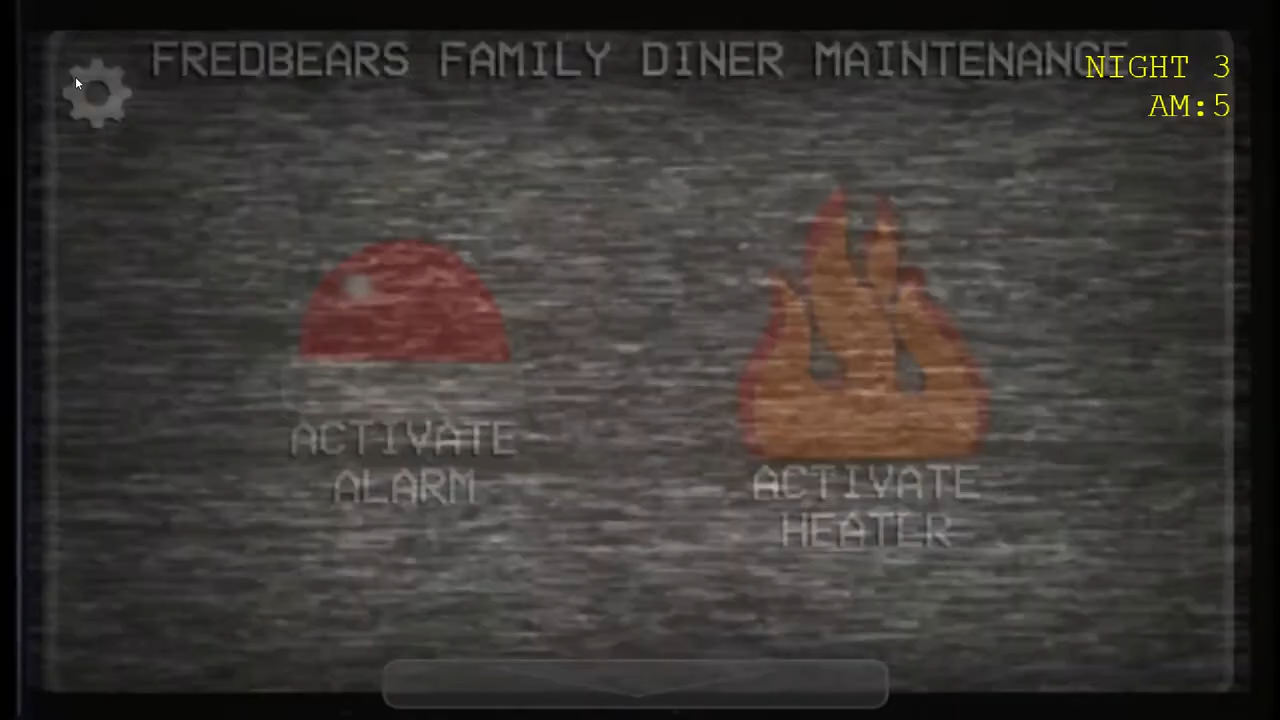 FREDBEARS FAMILY DINER MAINTENANCE
NIGHT 3
AM:5
ACTIVATE
ALARM
ACTIVATE
HEATER